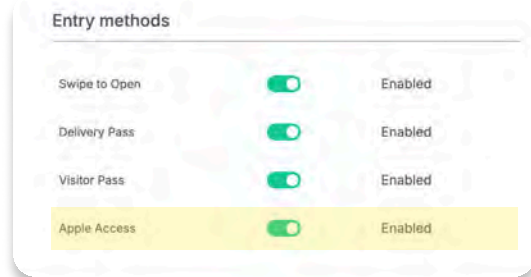 Entry methods
Swipe to Open Enabled
Delivery Pass Enabled
Visitor Pass Enabled
Apple Access Enabled